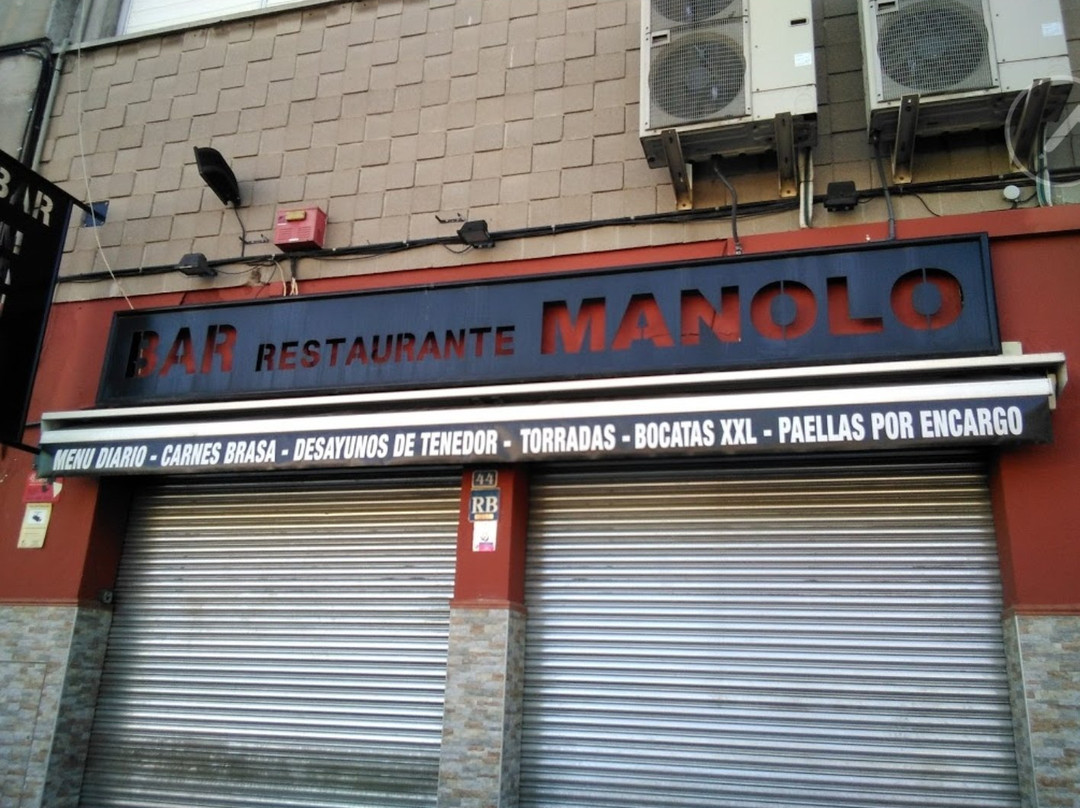 BAR
BAR RESTAURANTE MANOLO
MENU DIARIO - CARNES BRASA - DESAYUNOS DE TENEDOR - TORRADAS - BOCATAS XXL - PAELLAS POR ENCARGO
44
RB